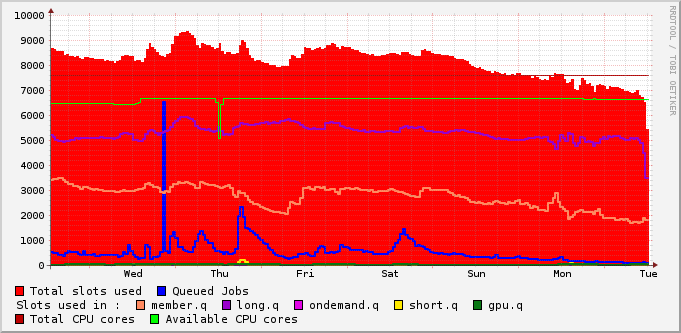 10000
9000
8000
7000
6000
5000
4000
3000
2000
1000
0
Wed Thu Fri Sat Sun Mon Tue
Total slots used Queued Jobs
Slots used in : member.q long.q ondemand.q short.q gpu.q
Total CPU cores Available CPU cores
RRDTOOL / TOBI OETIKER